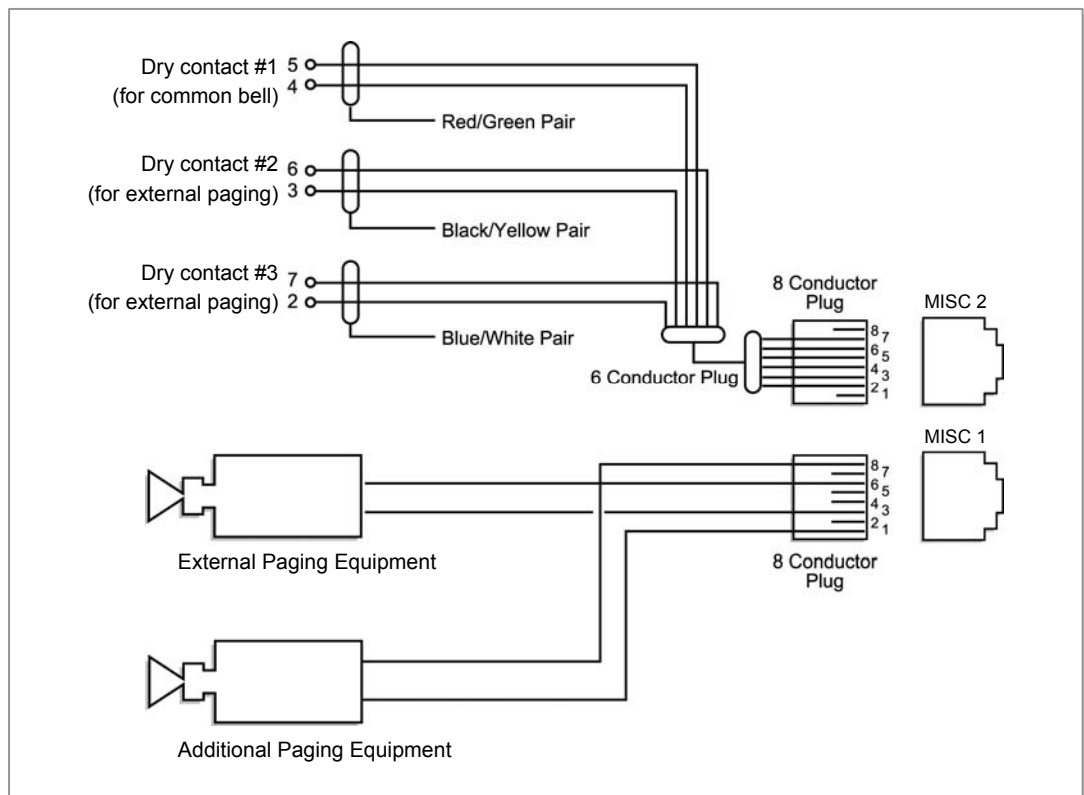 Dry contact #1 5
(for common bell) 4
Red/Green Pair
Dry contact #2 6
(for external paging) 3
Black/Yellow Pair
Dry contact #3 7
(for external paging) 2
Blue/White Pair
6 Conductor Plug
8 Conductor
Plug
8
7
6
5
4
3
2
1
MISC 2
MISC 1
8
7
6
5
4
3
2
1
8 Conductor
Plug
External Paging Equipment
Additional Paging Equipment